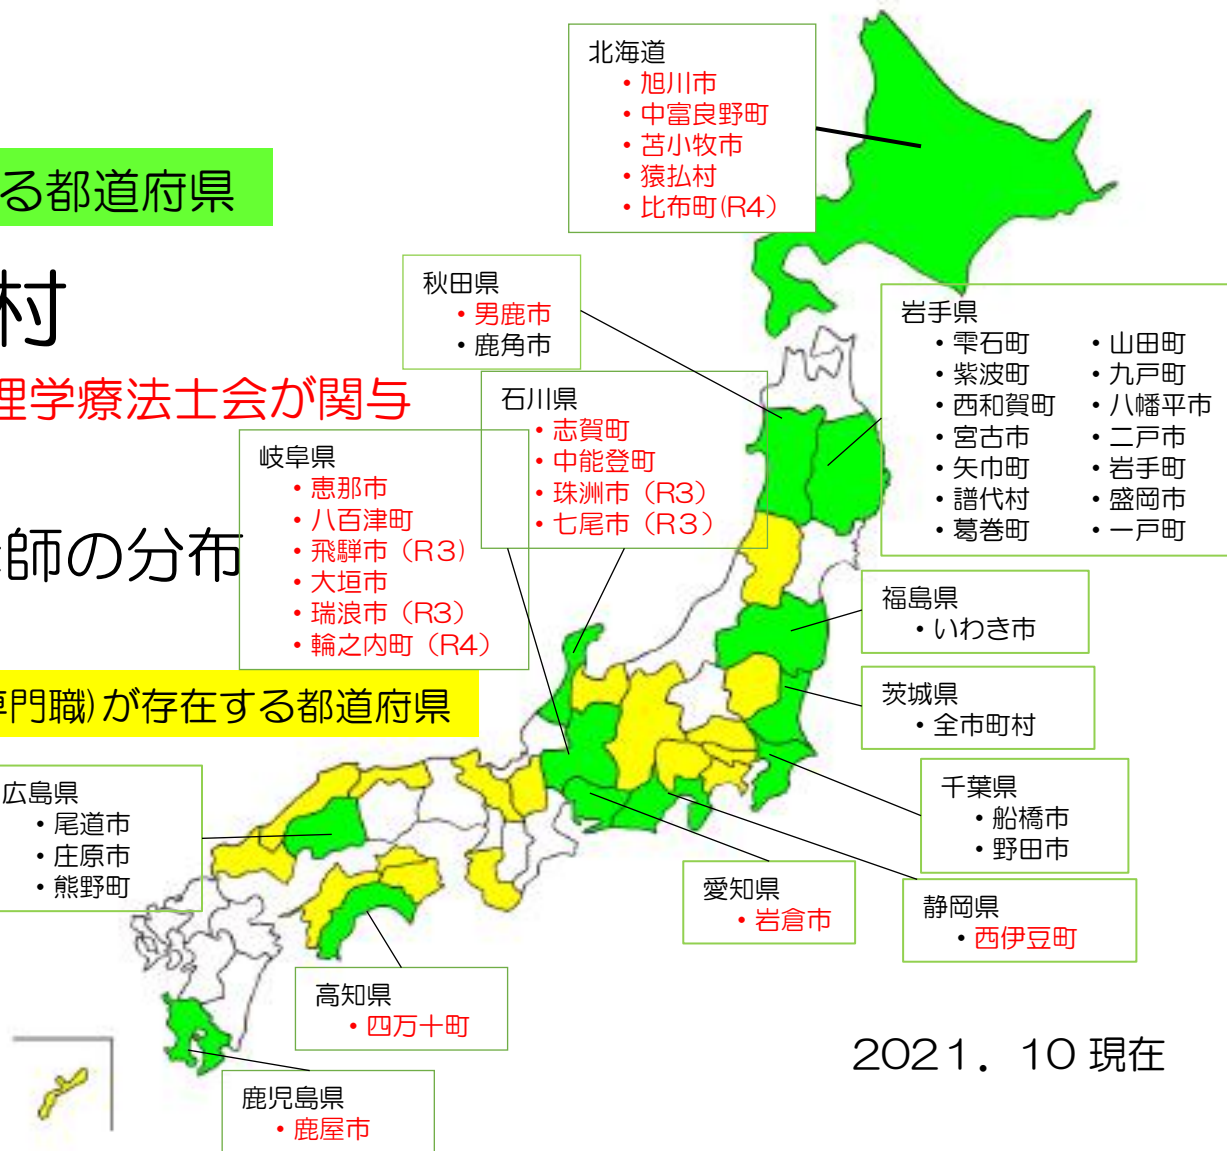 る都道府県
村
理学療法士会が関与
師の分布
専門職)が存在する都道府県
北海道
・旭川市
・中富良野町
・苫小牧市
・猿払村
・比布町(R4)
秋田県
・男鹿市
・鹿角市
岩手県
・雫石町
・紫波町
・西和賀町
・宮古市
・矢巾町
・譜代村
・葛巻町
・山田町
・九戸町
・八幡平市
・二戸市
・岩手町
・盛岡市
・一戸町
石川県
・志賀町
・中能登町
・珠洲市（R3）
・七尾市（R3）
岐阜県
・恵那市
・八百津町
・飛騨市（R3)
・大垣市
・瑞浪市（R3）
・輪之内町（R4）
福島県
・いわき市
茨城県
・全市町村
千葉県
・船橋市
・野田市
静岡県
・西伊豆町
愛知県
・岩倉市
広島県
・尾道市
・庄原市
・熊野町
高知県
・四万十町
鹿児島県
・鹿屋市
2021．10 現在